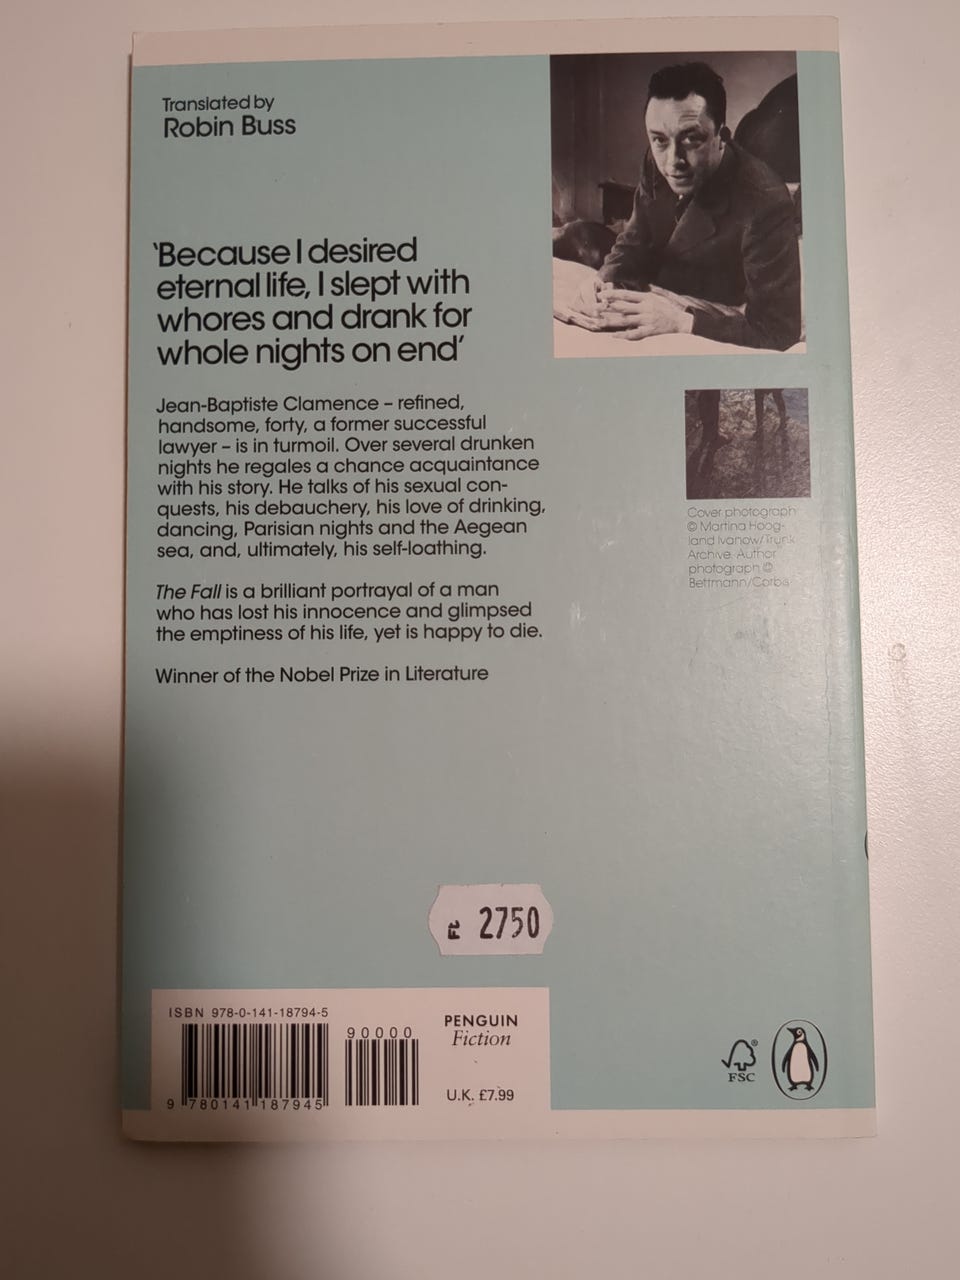 Translated by
Robin Buss
'Because I desired
eternal life, I slept with
whores and drank for
whole nights on end'
Jean-Baptiste Clamence – refined,
handsome, forty, a former successful
lawyer – is in turmoil. Over several drunken
nights he regales a chance acquaintance
with his story. He talks of his sexual con-
quests, his debauchery, his love of drinking,
dancing, Parisian nights and the Aegean
sea, and, ultimately, his self-loathing.
The Fall is a brilliant portrayal of a man
who has lost his innocence and glimpsed
the emptiness of his life, yet is happy to die.
Winner of the Nobel Prize in Literature
Cover photograph
© Martina Hoog-
land Ivanow/Trunk
Archive. Author
photograph ©
Bettmann/Corbis
2750
ISBN 978-0-141-18794-5
90000
9 780141 187945
PENGUIN
Fiction
U.K. £7.99
FSC